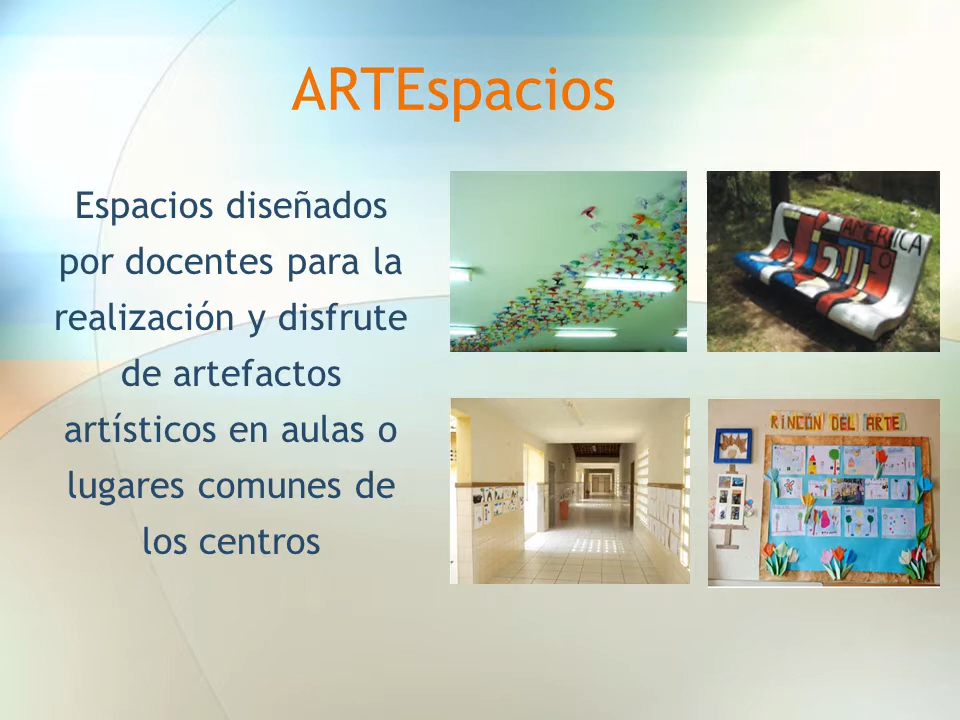 ARTEspacios
Espacios diseñados
por docentes para la
realización y disfrute
de artefactos
artísticos en aulas o
lugares comunes de
los centros
AMERICA
RINCÓN DEL ARTE